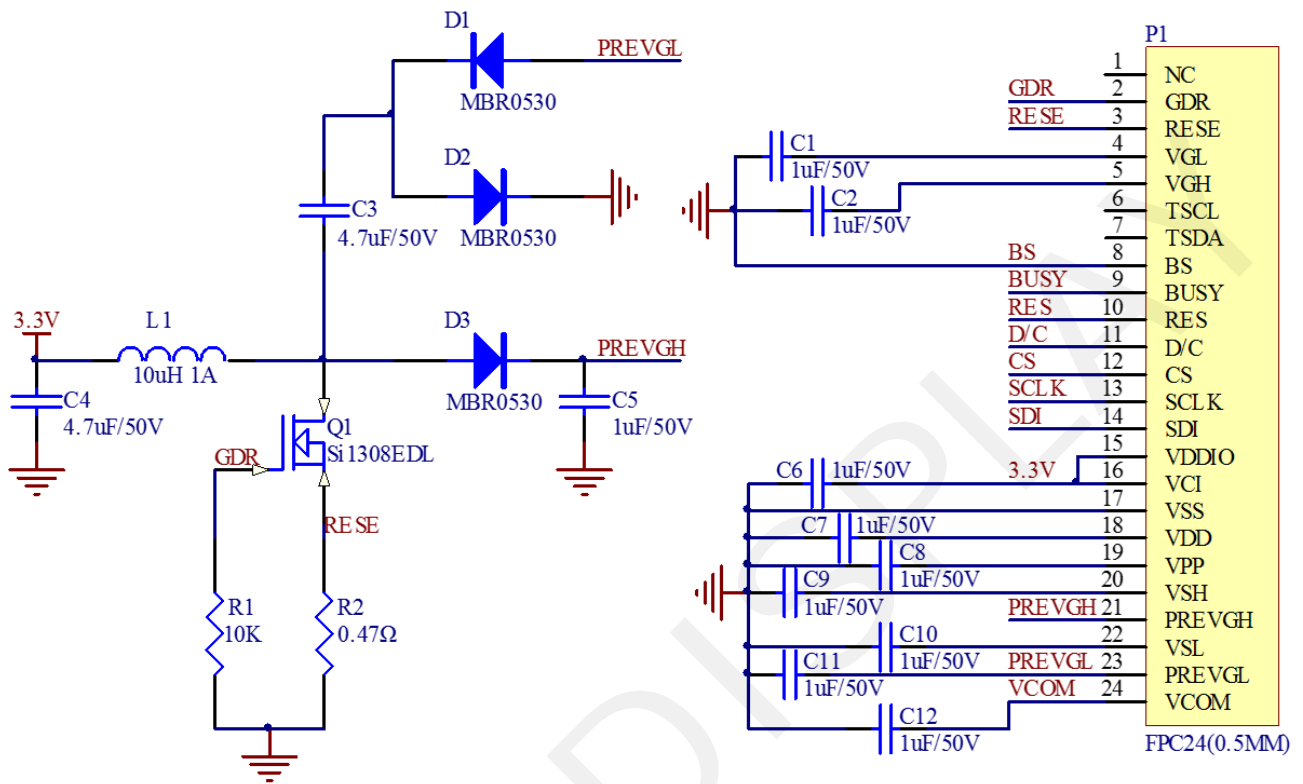 D1
PREVGL
MBR0530
D2
MBR0530
C3
4.7uF/50V
3.3V
L1
10uH 1A
D3
PREVGH
MBR0530
C4
4.7uF/50V
C5
1uF/50V
Q1
Si1308EDL
GDR
RESE
R1
10K
R2
0.47Ω
P1
1 NC
GDR 2 GDR
RESE 3 RESE
C1
1uF/50V
4 VGL
C2
1uF/50V
5 VGH
6 TSCL
7 TSDA
BS 8 BS
BUSY 9 BUSY
RES 10 RES
D/C 11 D/C
CS 12 CS
SCLK 13 SCLK
SDI 14 SDI
15 VDDIO
C6
1uF/50V
3.3V 16 VCI
17 VSS
C7
1uF/50V
18 VDD
C8
1uF/50V
19 VPP
C9
1uF/50V
20 VSH
PREVGH 21 PREVGH
C10
1uF/50V
22 VSL
C11
1uF/50V
PREVGL 23 PREVGL
VCOM 24 VCOM
C12
1uF/50V
FPC24(0.5MM)
DISPLAY